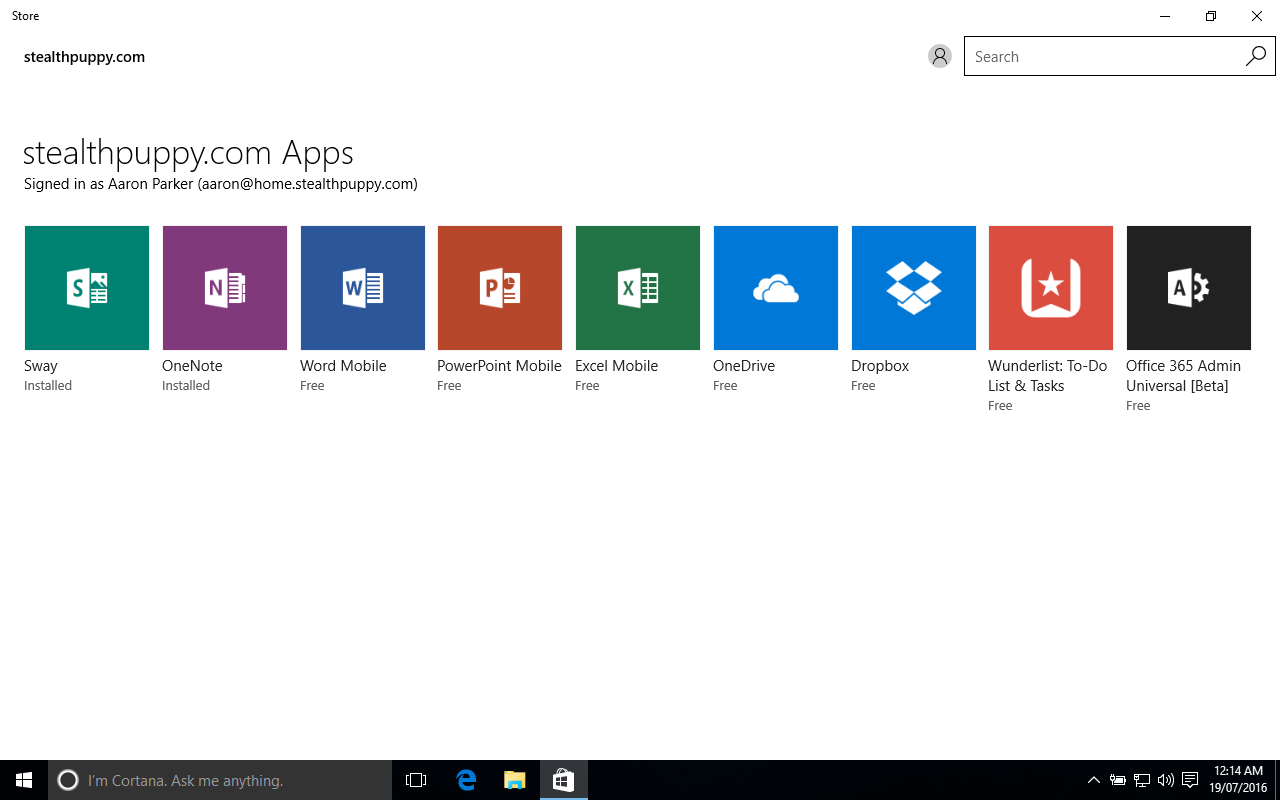 Store
stealthpuppy.com
Search
stealthpuppy.com Apps
Signed in as Aaron Parker (aaron@home.stealthpuppy.com)
S
N
W
P
X
A
Sway
Installed
OneNote
Installed
Word Mobile
Free
PowerPoint Mobile
Free
Excel Mobile
Free
OneDrive
Free
Dropbox
Free
Wunderlist: To-Do
List & Tasks
Free
Office 365 Admin
Universal [Beta]
Free
I'm Cortana. Ask me anything.
12:14 AM
19/07/2016